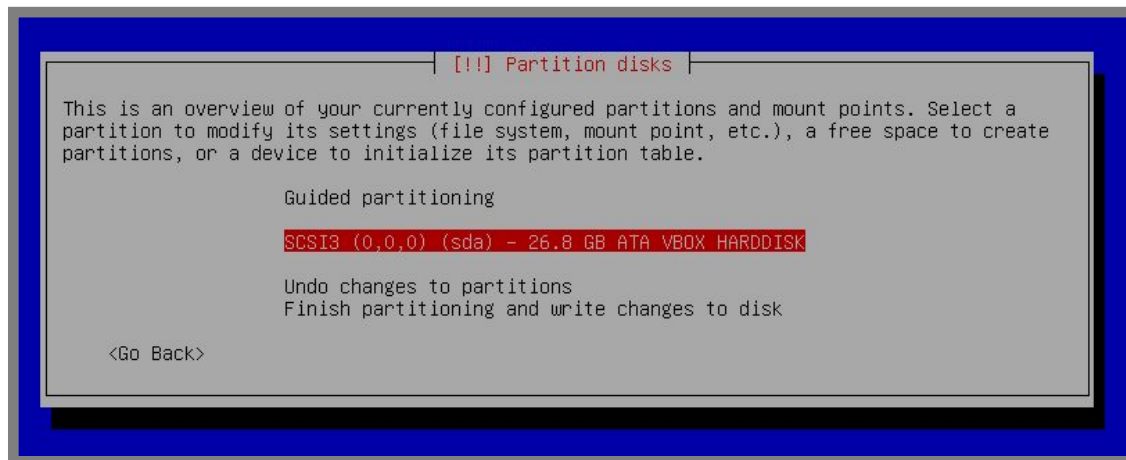 [!!] Partition disks
This is an overview of your currently configured partitions and mount points. Select a
partition to modify its settings (file system, mount point, etc.), a free space to create
partitions, or a device to initialize its partition table.
Guided partitioning
SCSI3 (0,0,0) (sda) - 26.8 GB ATA VBOX HARDDISK
Undo changes to partitions
Finish partitioning and write changes to disk
<Go Back>